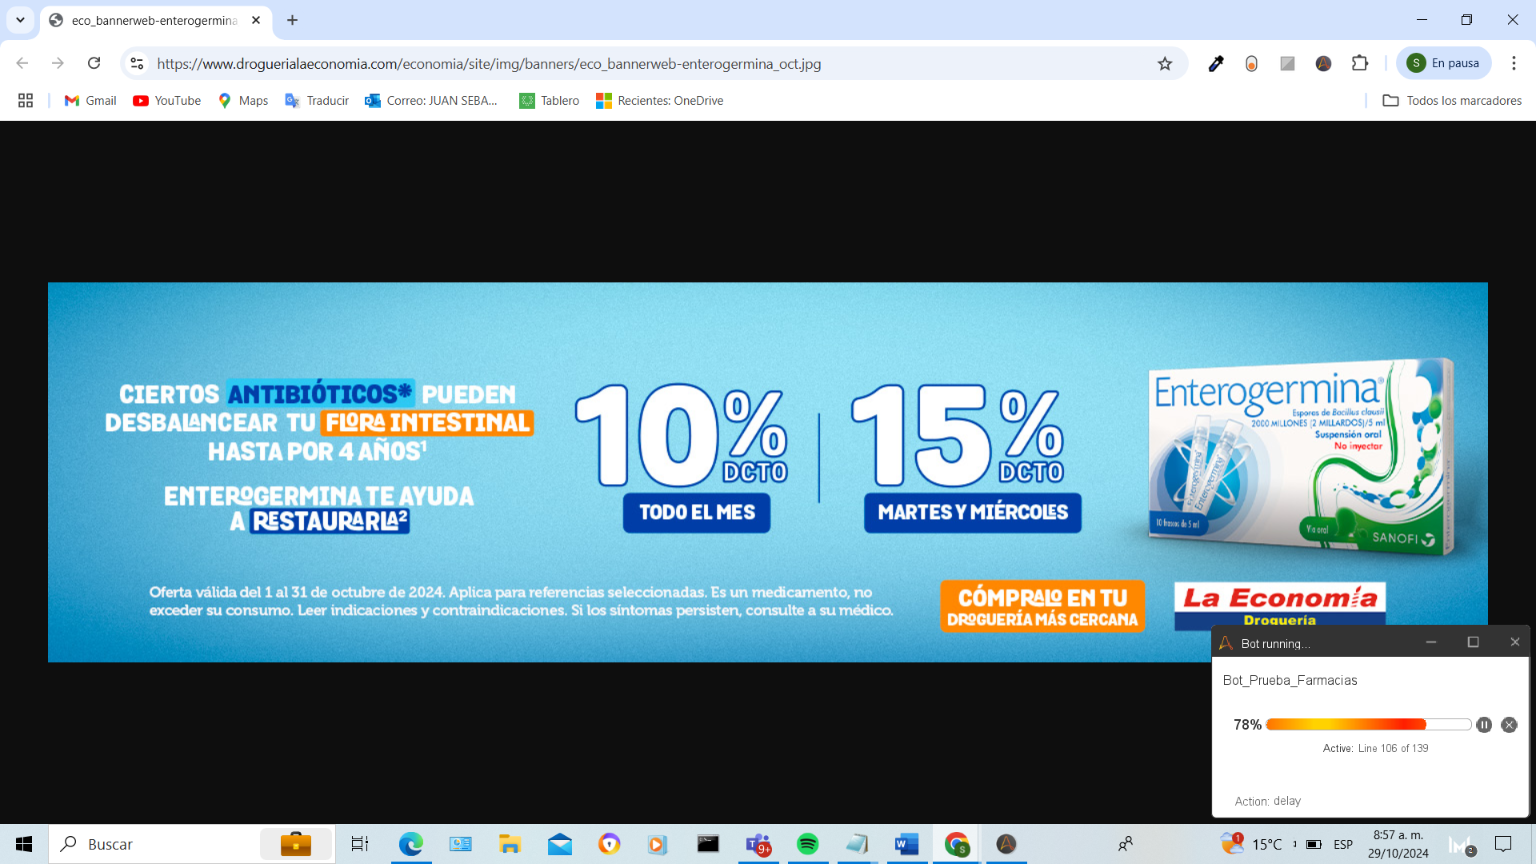 eco_bannerweb-enterogermina
https://www.droguerialaeconomia.com/economia/site/img/banners/eco_bannerweb-enterogermina_oct.jpg
S
En pausa
Gmail
YouTube
Maps
Traducir
Correo: JUAN SEBA...
Tablero
Recientes: OneDrive
Todos los marcadores
CIERTOS ANTIBIÓTICOS* PUEDEN
DESBALANCEAR TU FLORA INTESTINAL
HASTA POR 4 AÑOS¹
ENTEROGERMINA TE AYUDA
A RESTAURARLA²
10% DCTO
TODO EL MES
15% DCTO
MARTES Y MIÉRCOLES
Enterogermina®
Esporas de Bacillus clausii
2000 MILLONES (2 MILLARDOS)/5 ml
Suspensión oral
No inyectar
Enterogermina
Enterogermina
10 frascos de 5 ml
Vía oral
SANOFI
Oferta válida del 1 al 31 de octubre de 2024. Aplica para referencias seleccionadas. Es un medicamento, no
exceder su consumo. Leer indicaciones y contraindicaciones. Si los síntomas persisten, consulte a su médico.
CÓMPRALO EN TU
DROGUERÍA MÁS CERCANA
La Economía
Droguería
Bot running...
Bot_Prueba_Farmacias
78%
Active: Line 106 of 139
Action: delay
Buscar
9+
1
15°C
ESP
8:57 a. m.
29/10/2024
2